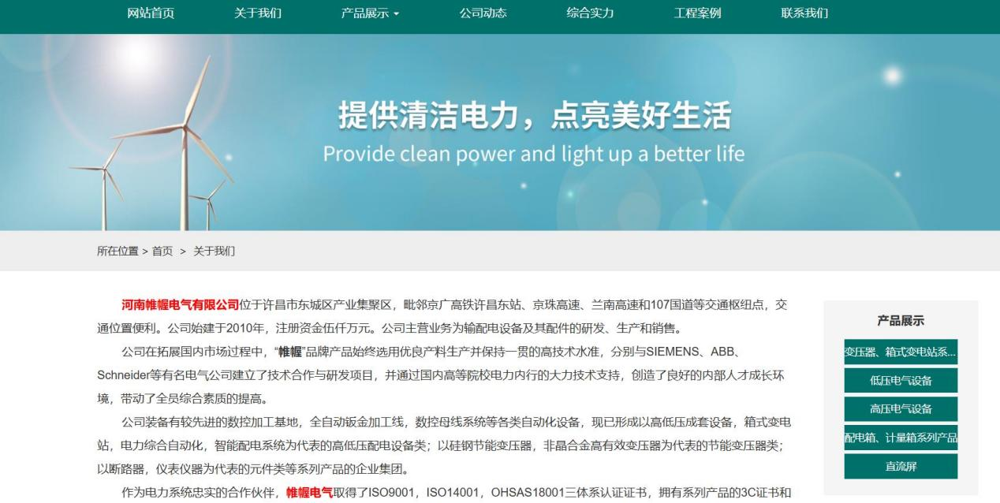 网站首页 关于我们 产品展示 公司动态 综合实力 工程案例 联系我们
提供清洁电力，点亮美好生活
Provide clean power and light up a better life
所在位置 > 首页 > 关于我们
河南帷幄电气有限公司位于许昌市东城区产业集聚区，毗邻京广高铁许昌东站、京珠高速、兰南高速和107国道等交通枢纽点，交
通位置便利。公司始建于2010年，注册资金伍仟万元。公司主营业务为输配电设备及其配件的研发、生产和销售。
公司在拓展国内市场过程中，“帷幄”品牌产品始终选用优良产料生产并保持一贯的高技术水准，分别与SIEMENS、ABB、
Schneider等有名电气公司建立了技术合作与研发项目，并通过国内高等院校电力内行的大力技术支持，创造了良好的内部人才成长环
境，带动了全员综合素质的提高。
公司装备有较先进的数控加工基地，全自动钣金加工线，数控母线系统等各类自动化设备，现已形成以高低压成套设备，箱式变电
站，电力综合自动化，智能配电系统为代表的高低压配电设备类；以硅钢节能变压器，非晶合金高有效变压器为代表的节能变压器类；
以断路器，仪表仪器为代表的元件类等系列产品的企业集团。
作为电力系统忠实的合作伙伴，帷幄电气取得了ISO9001，ISO14001，OHSAS18001三体系认证证书，拥有系列产品的3C证书和
产品展示
变压器、箱式变电站系...
低压电气设备
高压电气设备
配电箱、计量箱系列产品
直流屏